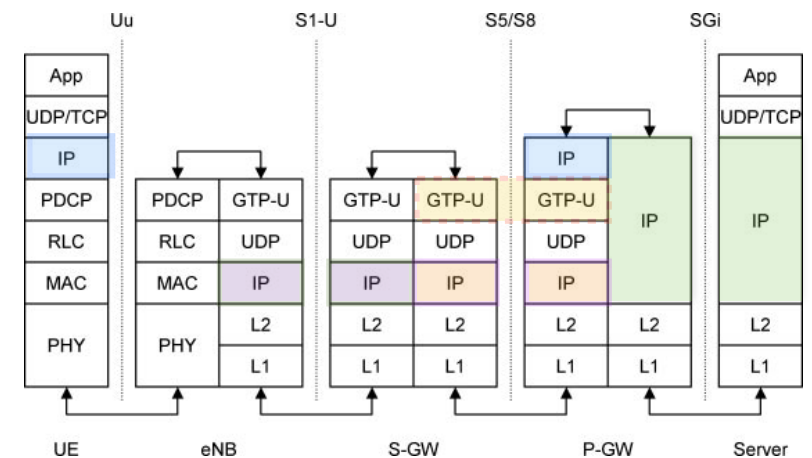 Uu S1-U S5/S8 SGi
App App
UDP/TCP UDP/TCP
IP IP
PDCP PDCP GTP-U GTP-U GTP-U GTP-U
RLC RLC UDP UDP UDP UDP IP IP
MAC MAC IP IP IP IP
PHY PHY L2 L2 L2 L2 L2 L2
L1 L1 L1 L1 L1 L1
UE eNB S-GW P-GW Server